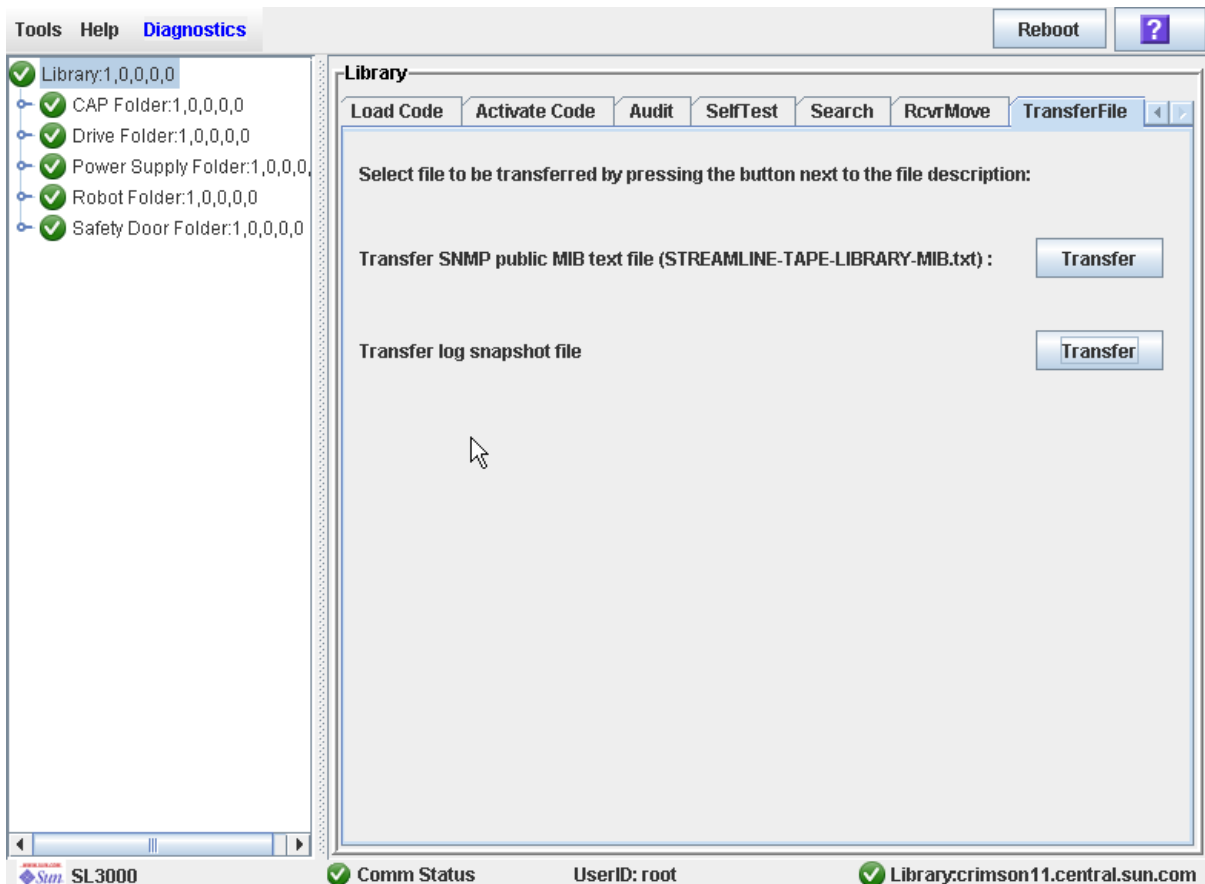 Tools Help Diagnostics
Reboot
?
Library:1,0,0,0,0
CAP Folder:1,0,0,0,0
Drive Folder:1,0,0,0,0
Power Supply Folder:1,0,0,0,
Robot Folder:1,0,0,0,0
Safety Door Folder:1,0,0,0,0
Library
Load Code Activate Code Audit SelfTest Search RcvrMove TransferFile
Select file to be transferred by pressing the button next to the file description:
Transfer SNMP public MIB text file (STREAMLINE-TAPE-LIBRARY-MIB.txt) : Transfer
Transfer log snapshot file Transfer
Sun SL3000 Comm Status UserID: root Library:crimson11.central.sun.com